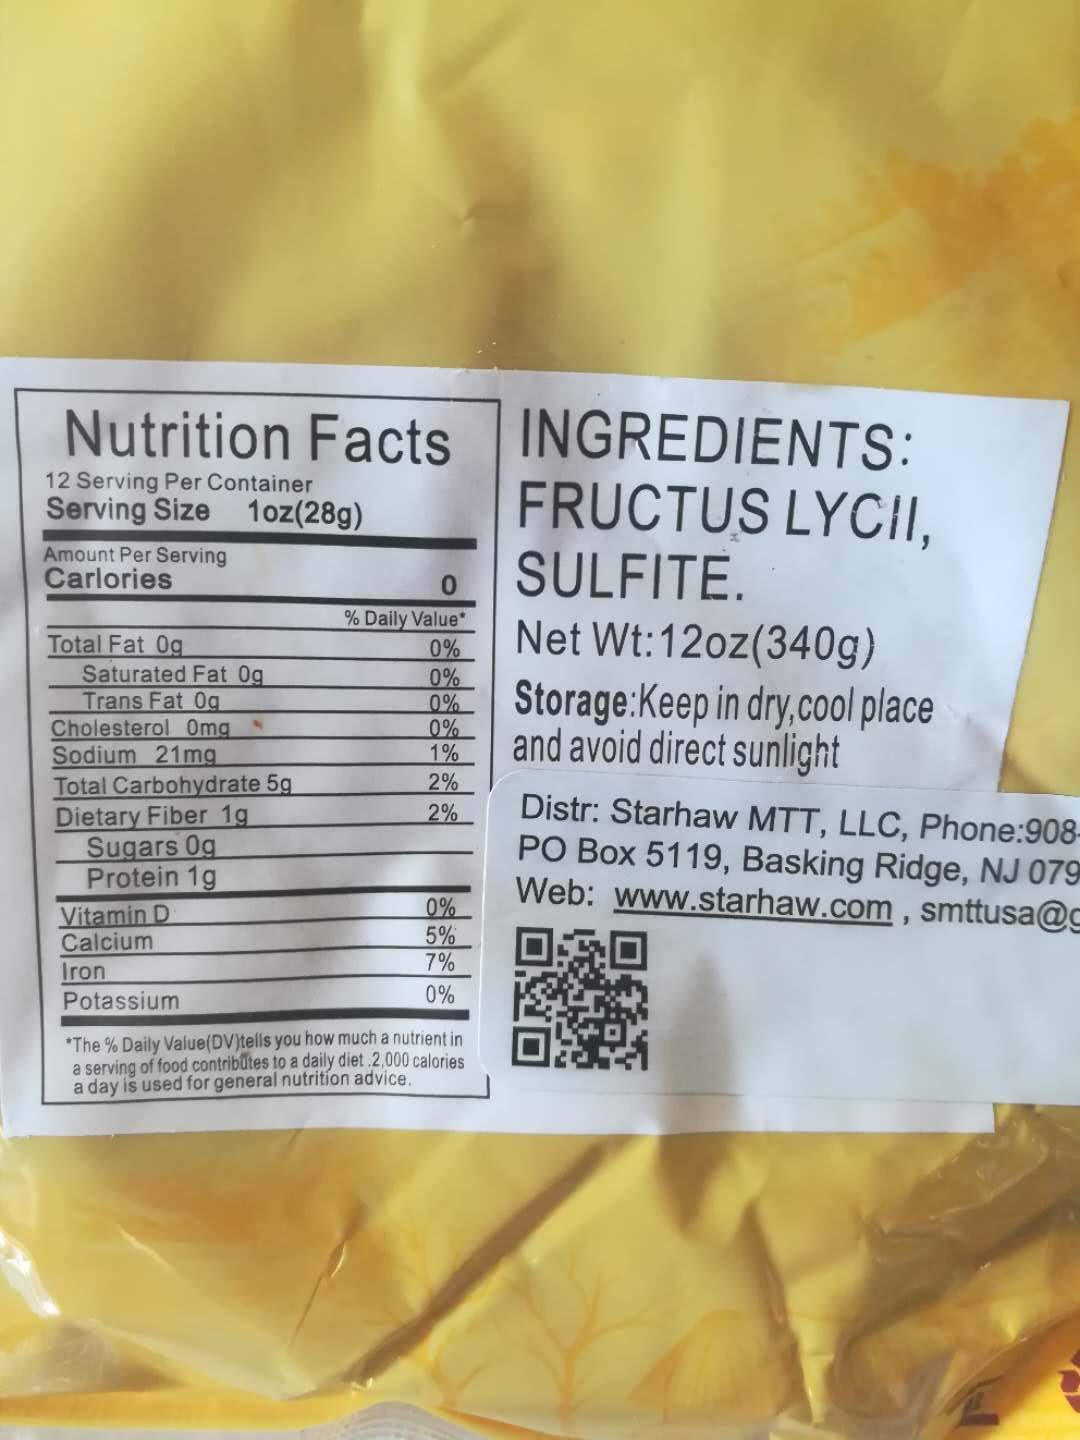 Nutrition Facts
12 Serving Per Container
Serving Size 1oz(28g)
Amount Per Serving
Carlories 0
% Daily Value*
Total Fat 0g 0%
Saturated Fat 0g 0%
Trans Fat 0g 0%
Cholesterol 0mg 0%
Sodium 21mg 1%
Total Carbohydrate 5g 2%
Dietary Fiber 1g 2%
Sugars 0g
Protein 1g
Vitamin D 0%
Calcium 5%
Iron 7%
Potassium 0%
*The % Daily Value(DV)tells you how much a nutrient in
a serving of food contributes to a daily diet .2,000 calories
a day is used for general nutrition advice.
INGREDIENTS:
FRUCTUS LYCII,
SULFITE.
Net Wt:12oz(340g)
Storage:Keep in dry,cool place
and avoid direct sunlight
Distr: Starhaw MTT, LLC, Phone:908-
PO Box 5119, Basking Ridge, NJ 079
Web: www.starhaw.com , smttusa@g